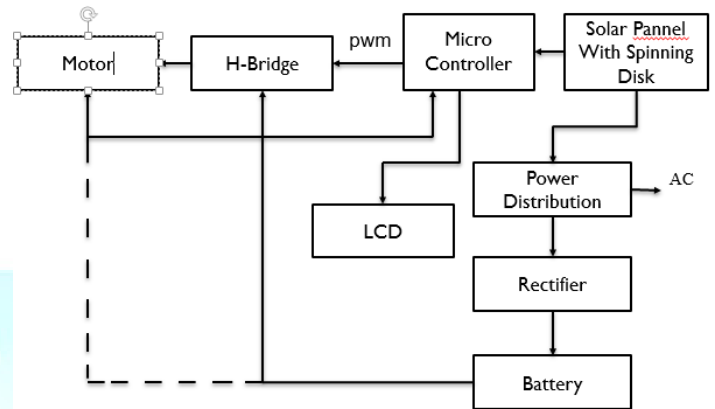 Solar Pannel
With Spinning
Disk
Micro
Controller
pwm
H-Bridge
Motor
Power
Distribution
AC
LCD
Rectifier
Battery